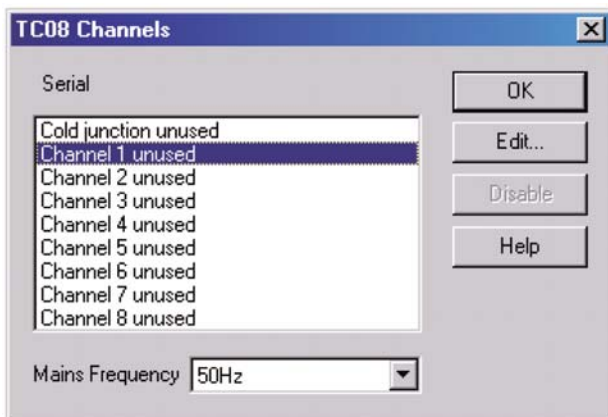 TC08 Channels
Serial
OK
Cold junction unused
Channel 1 unused
Edit...
Channel 2 unused
Channel 3 unused
Disable
Channel 4 unused
Channel 5 unused
Help
Channel 6 unused
Channel 7 unused
Channel 8 unused
Mains Frequency 50Hz